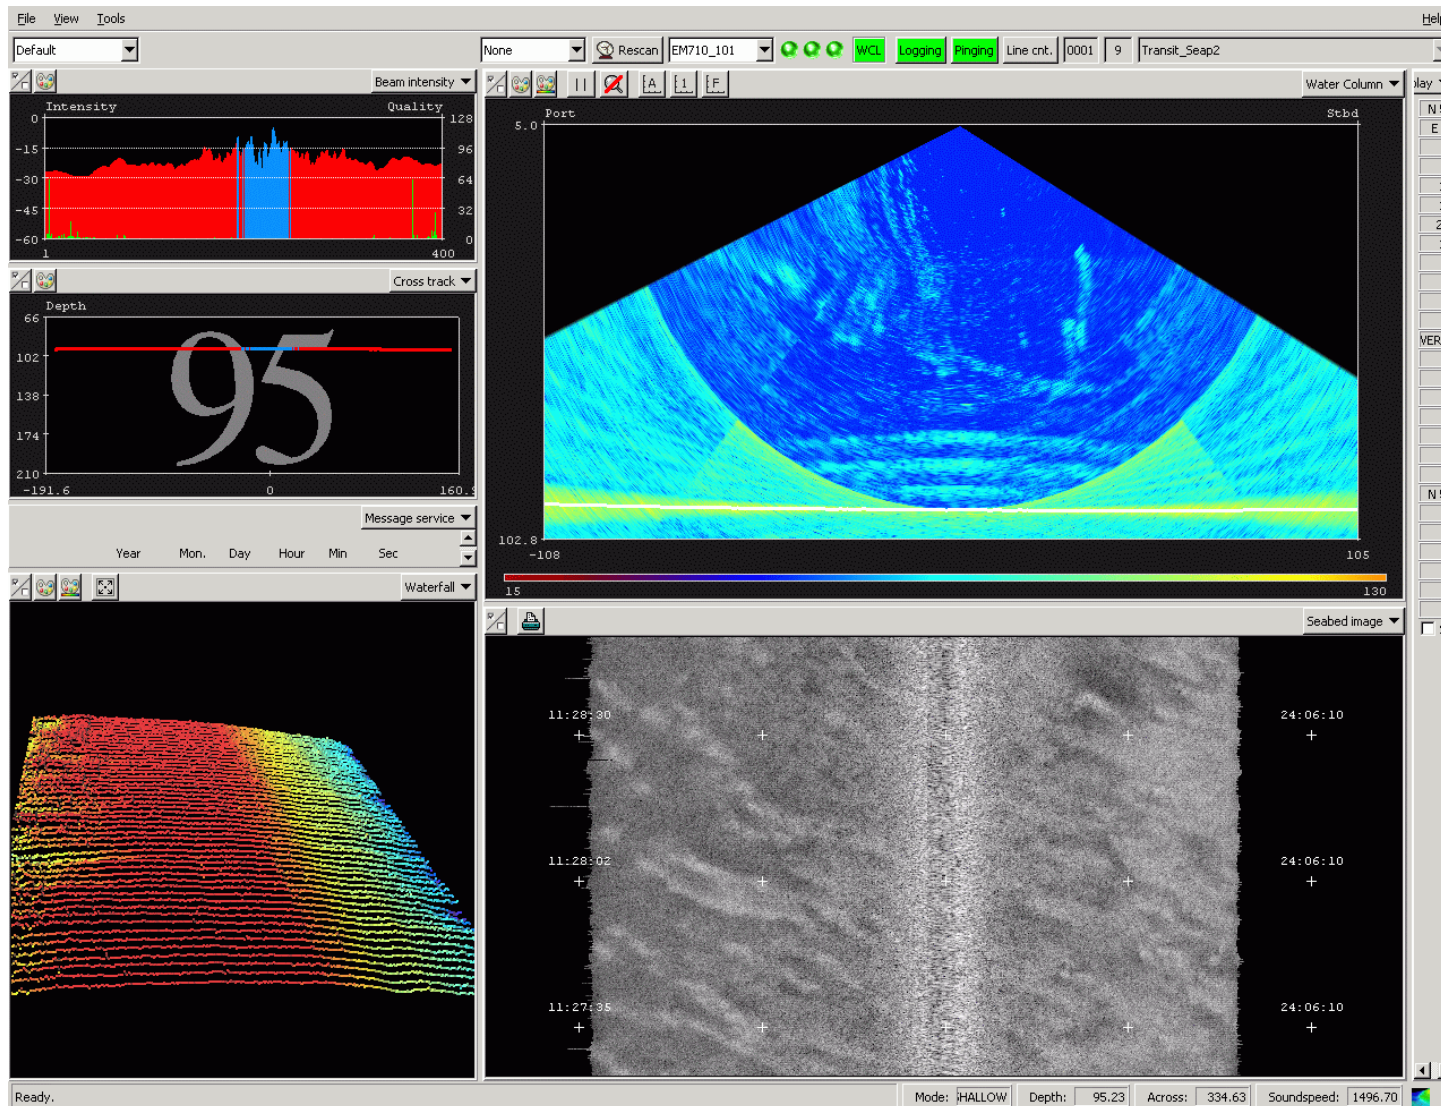 File View Tools Help
Default None Rescan EM710_101 WCL Logging Pinging Line cnt. 0001 9 Transit_Seap2
Beam intensity
Intensity Quality
0 128
-15 96
-30 64
-45 32
-60 0
1 400
Cross track
Depth
66
102
138
174
210
95
-191.6 0 160.9
Message service
Year Mon. Day Hour Min Sec
Waterfall
Water Column
Port Stbd
5.0
102.8
-108 105
15 130
Seabed image
11:28:30 24:06:10
11:28:02 24:06:10
11:27:35 24:06:10
Ready. Mode: Depth: 95.23 Across: 334.63 Soundspeed: 1496.70